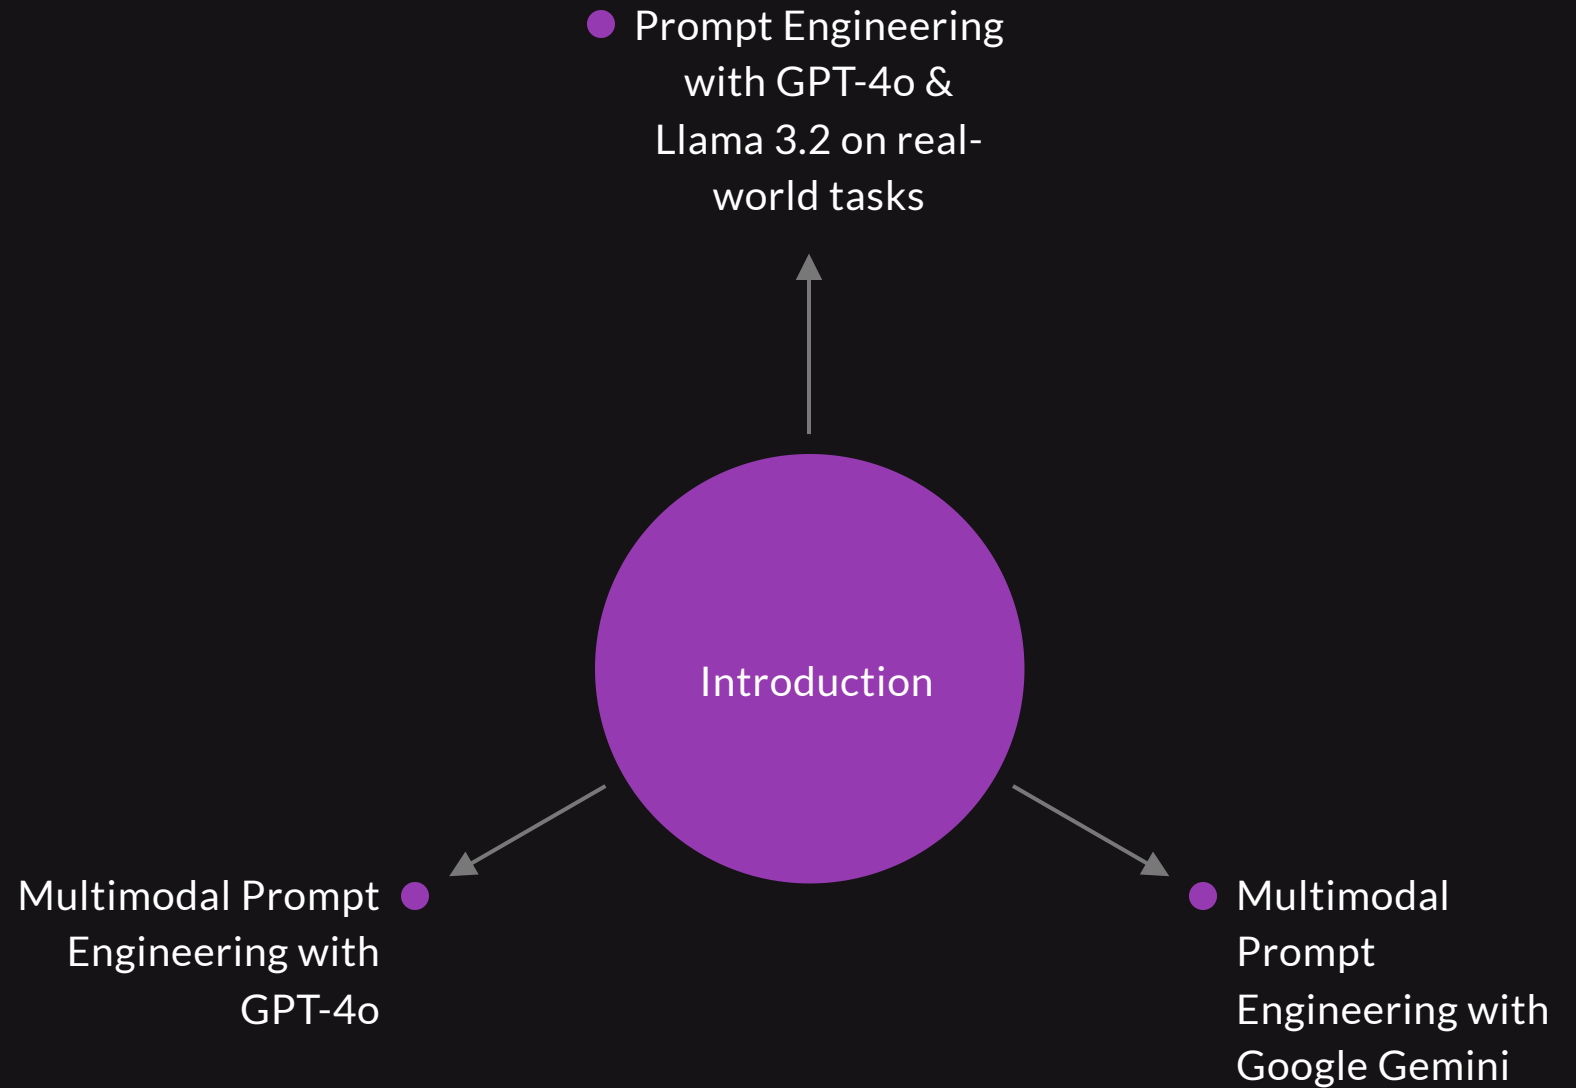 Prompt Engineering
with GPT-4o &
Llama 3.2 on real-
world tasks
Introduction
Multimodal Prompt
Engineering with
GPT-4o
Multimodal
Prompt
Engineering with
Google Gemini